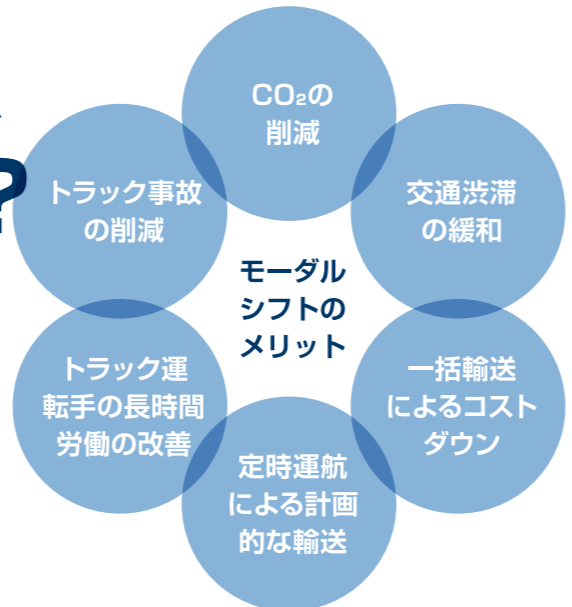 ?
CO₂の
削減
交通渋滞
の緩和
一括輸送
によるコスト
ダウン
定時運航
による計画
的な輸送
トラック運
転手の長時間
労働の改善
トラック事故
の削減
モーダル
シフトの
メリット